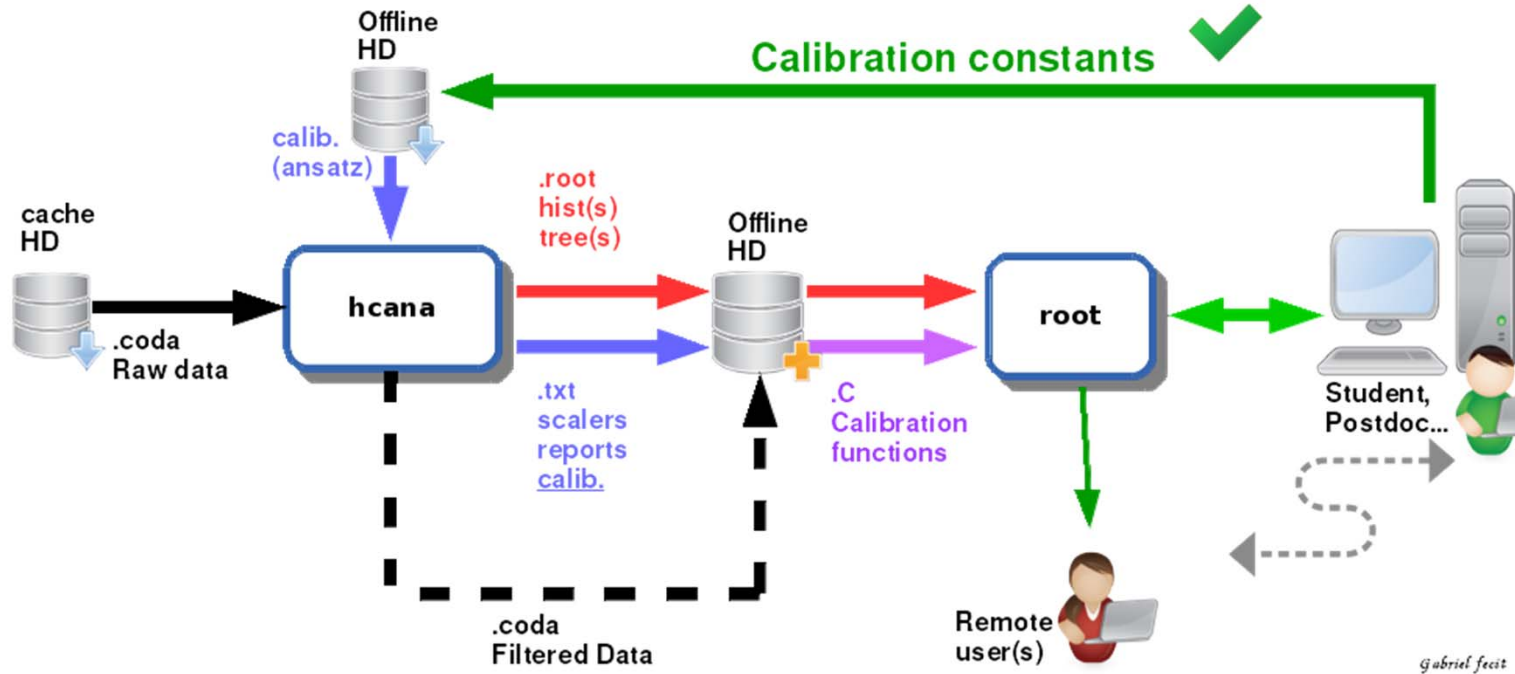 Offline
HD
Calibration constants
calib.
(ansatz)
cache
HD
.root
hist(s)
tree(s)
Offline
HD
hcana
root
.coda
Raw data
.txt
scalers
reports
calib.
.C
Calibration
functions
Student,
Postdoc...
.coda
Filtered Data
Remote
user(s)
Gabriel fecit